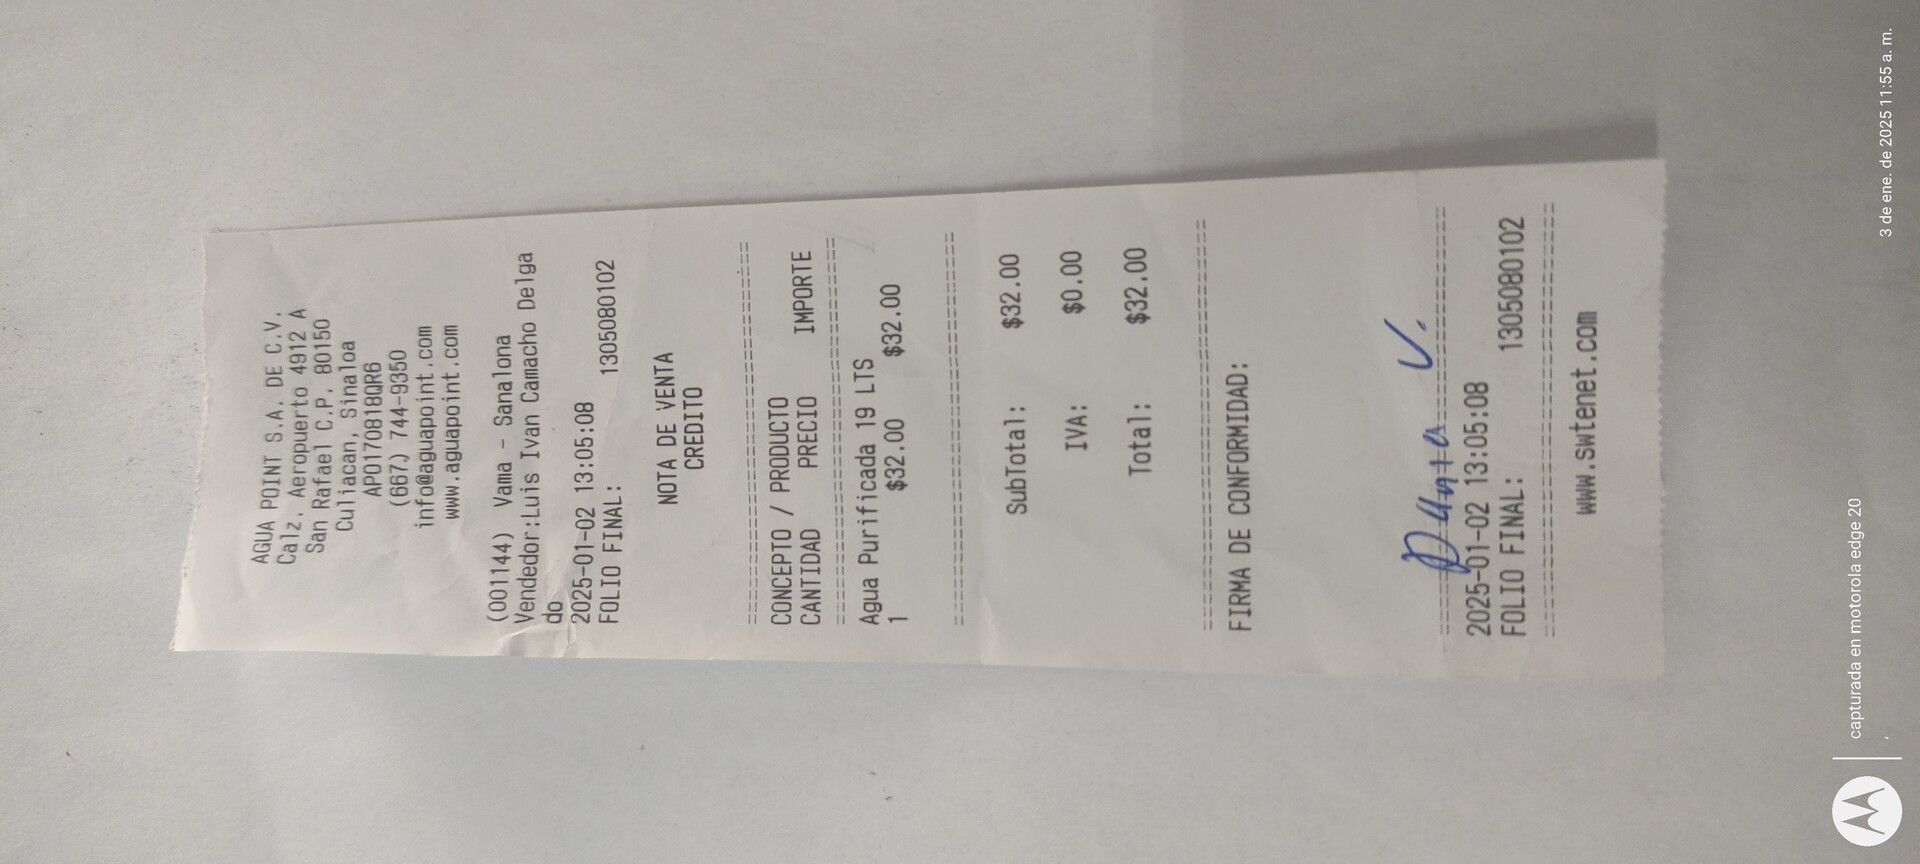 AGUA POINT S.A. DE C.V.
Calz. Aeropuerto 4912 A
San Rafael C.P. 80150
Culiacan, Sinaloa
APO170818QR6
(667) 744-9350
info@aguapoint.com
www.aguapoint.com
(001144) Vama - Sanalona
Vendedor:Luis Ivan Camacho Delga
do
2025-01-02 13:05:08
FOLIO FINAL: 1305080102
NOTA DE VENTA
CREDITO
CONCEPTO / PRODUCTO
CANTIDAD PRECIO IMPORTE
Agua Purificada 19 LTS
1 $32.00 $32.00
SubTotal: $32.00
IVA: $0.00
Total: $32.00
FIRMA DE CONFORMIDAD:
V.
2025-01-02 13:05:08
FOLIO FINAL: 1305080102
www.swtenet.com
capturada en motorola edge 20
3 de ene. de 2025 11:55 a. m.